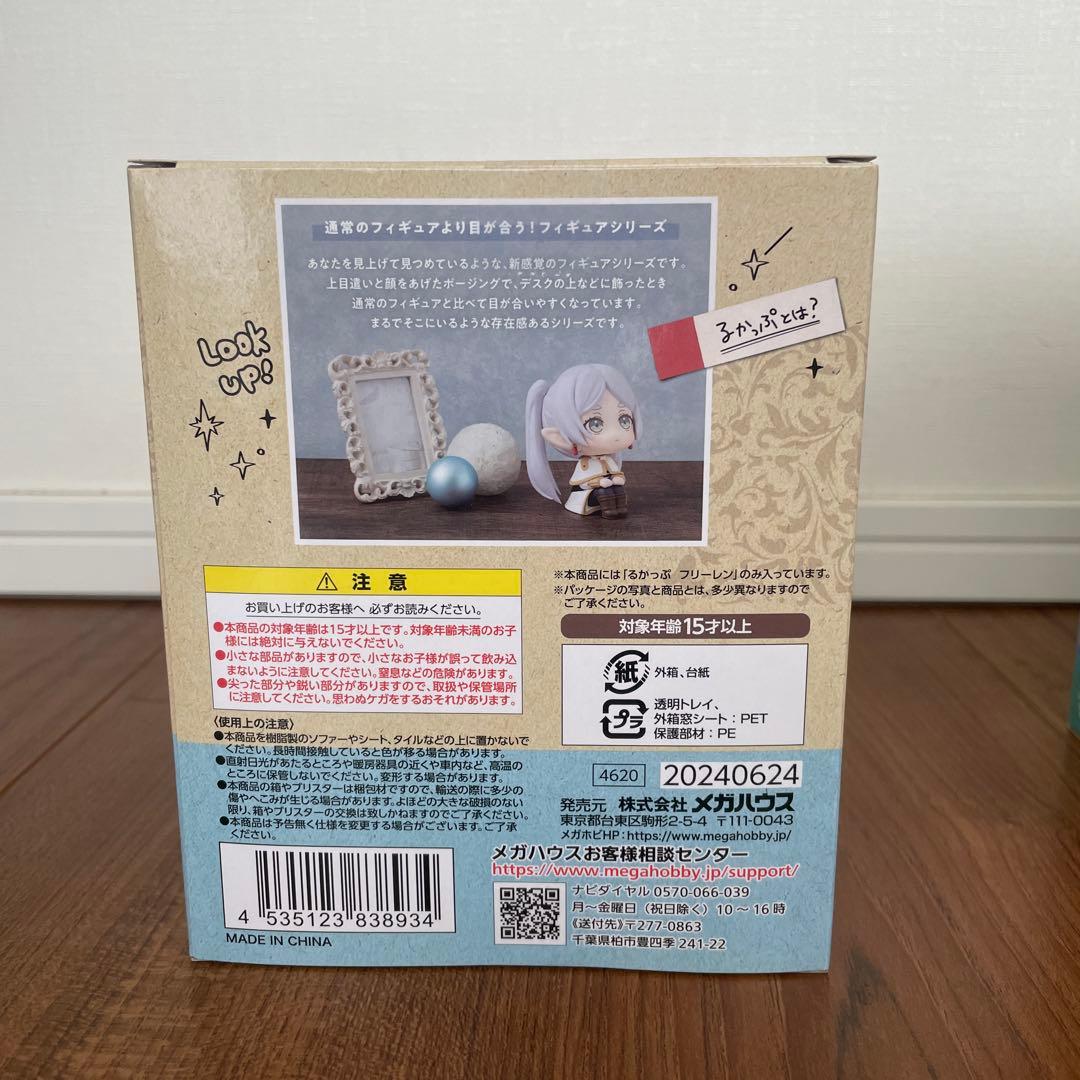 通常のフィギュアより目が合う！フィギュアシリーズ
あなたを見上げて見つめているような、新感覚のフィギュアシリーズです。
上目遣いと顔をあげたポージングで、デスクの上などに飾ったとき
通常のフィギュアと比べて目が合いやすくなっています。
まるでそこにいるような存在感あるシリーズです。
るかっぷとは？
Look
UP!
⚠ 注意
お買い上げのお客様へ 必ずお読みください。
●本商品の対象年齢は15才以上です。対象年齢未満のお子
様には絶対に与えないでください。
●小さな部品がありますので、小さなお子様が誤って飲み込
まないように注意してください。窒息などの危険があります。
●尖った部分や鋭い部分がありますので、取扱や保管場所
に注意してください。思わぬケガをするおそれがあります。
〈使用上の注意〉
●本商品を樹脂製のソファーやシート、タイルなどの上に置かないで
ください。長時間接触していると色が移る場合があります。
●直射日光があたるところや暖房器具の近くや車内など、高温の
ところに保管しないでください。変形する場合があります。
●本商品の箱やブリスターは梱包材ですので、輸送の際に多少の
傷やへこみが生じる場合があります。よほどの大きな破損のない
限り、箱やブリスターの交換は致しかねますのでご了承ください。
●本商品は予告無く仕様を変更する場合がございます。ご了承
ください。
4 535123 838934
MADE IN CHINA
※本商品には「るかっぷ フリーレン」のみ入っています。
※パッケージの写真と商品とは、多少異なりますので
ご了承ください。
対象年齢15才以上
紙 外箱、台紙
プラ 透明トレイ、
外箱窓シート：PET
保護部材：PE
4620 20240624
発売元 株式会社 メガハウス
東京都台東区駒形2-5-4 〒111-0043
メガホビHP：https://www.megahobby.jp/
メガハウスお客様相談センター
https://www.megahobby.jp/support/
ナビダイヤル 0570-066-039
月～金曜日（祝日除く）10～16時
《送付先》〒277-0863
千葉県柏市豊四季 241-22